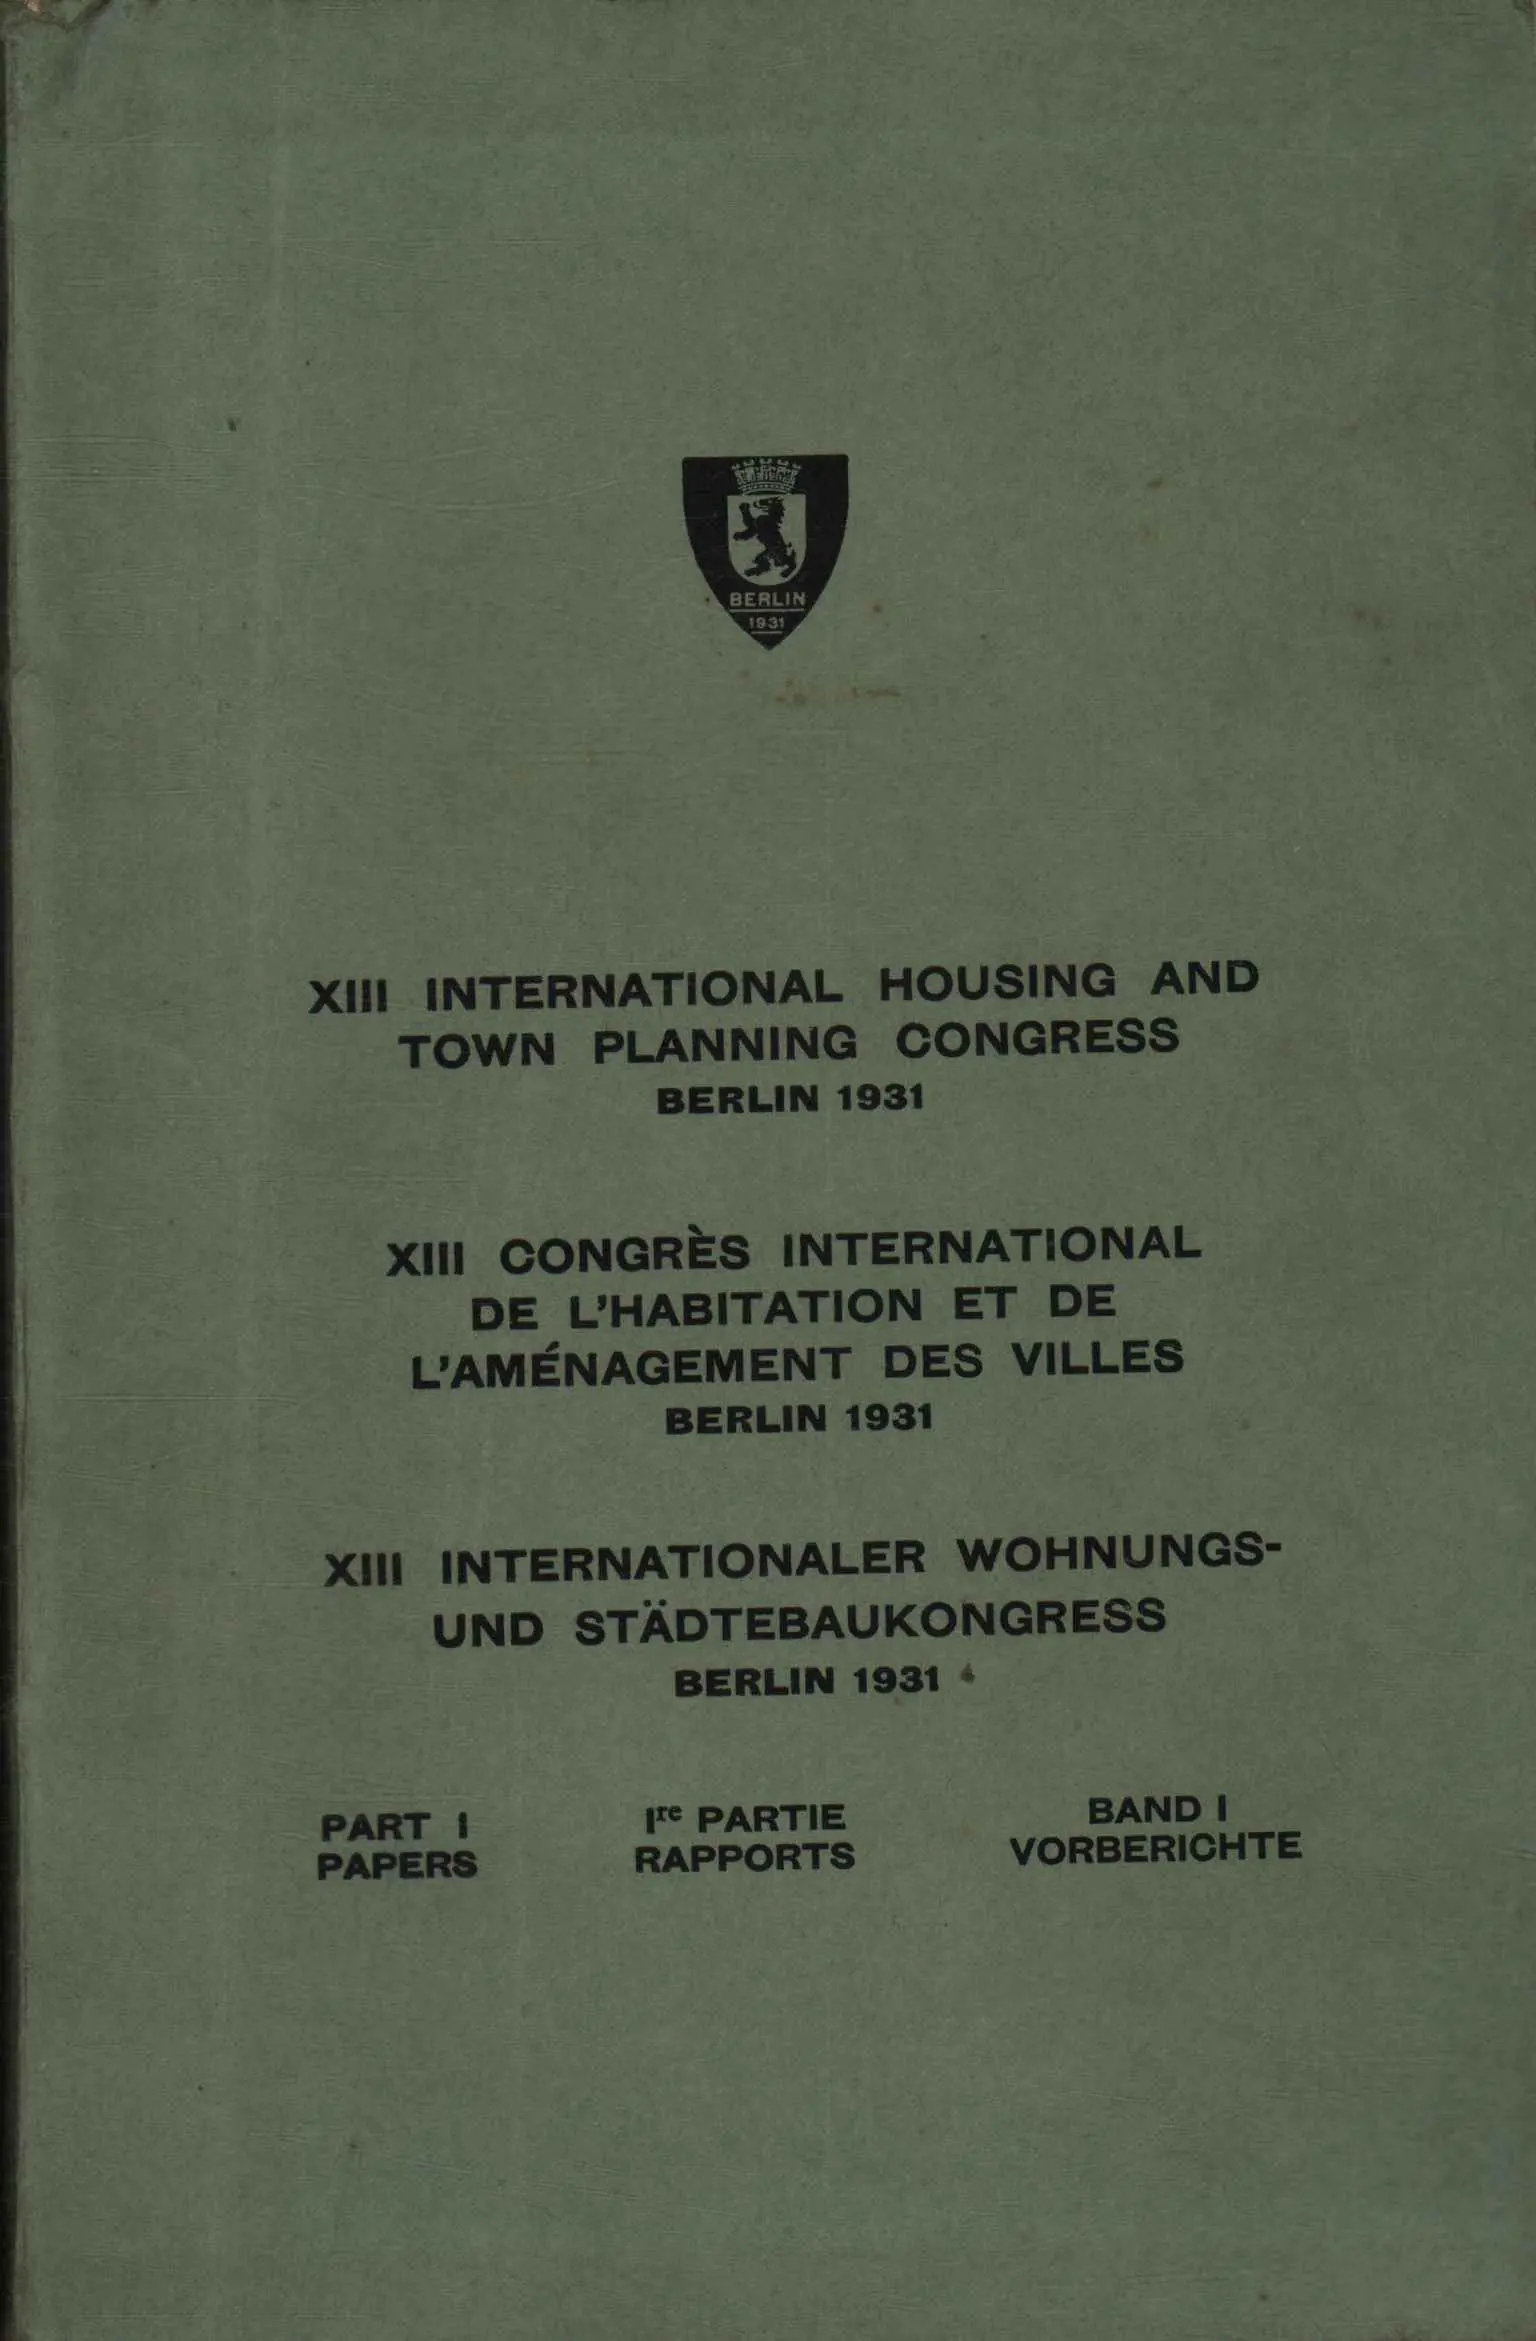 BERLIN
1931
XIII INTERNATIONAL HOUSING AND
TOWN PLANNING CONGRESS
BERLIN 1931
XIII CONGRÈS INTERNATIONAL
DE L'HABITATION ET DE
L'AMÉNAGEMENT DES VILLES
BERLIN 1931
XIII INTERNATIONALER WOHNUNGS-
UND STÄDTEBAUKONGRESS
BERLIN 1931
PART I
PAPERS
Ire PARTIE
RAPPORTS
BAND I
VORBERICHTE